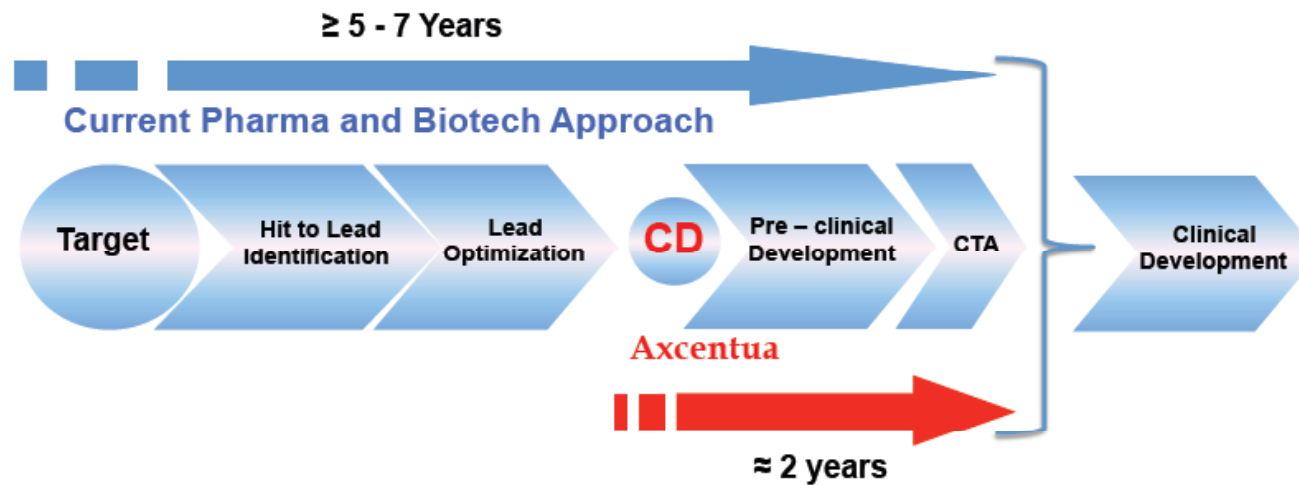 ≥ 5 - 7 Years
Current Pharma and Biotech Approach
Target
Hit to Lead
Identification
Lead
Optimization
CD
Pre – clinical
Development
CTA
Clinical
Development
Axcentua
≈ 2 years